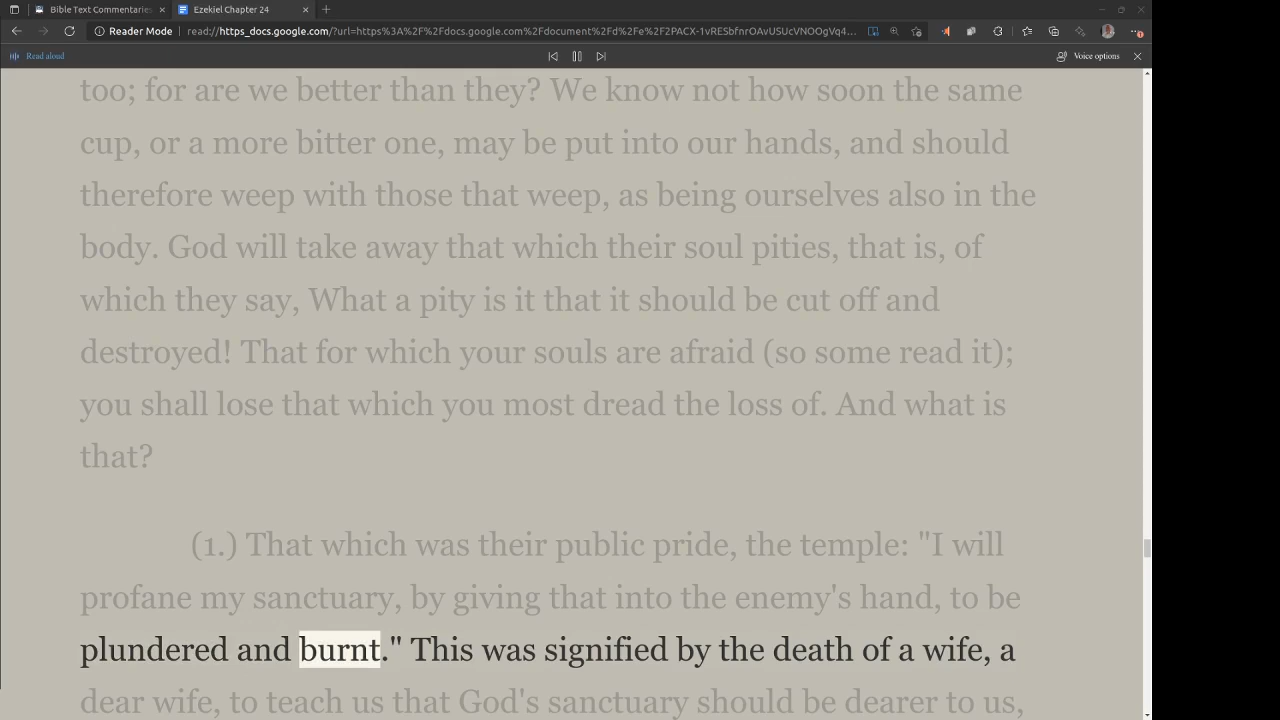 Bible Text Commentaries
Ezekiel Chapter 24
Reader Mode
read://https_docs.google.com/?url=https%3A%2F%2Fdocs.google.com%2Fdocument%2Fd%2Fe%2F2PACX-1vRESbfnrOAvUSUcVNOOgVq4...
Read aloud
Voice options
too; for are we better than they? We know not how soon the same
cup, or a more bitter one, may be put into our hands, and should
therefore weep with those that weep, as being ourselves also in the
body. God will take away that which their soul pities, that is, of
which they say, What a pity is it that it should be cut off and
destroyed! That for which your souls are afraid (so some read it);
you shall lose that which you most dread the loss of. And what is
that?
(1.) That which was their public pride, the temple: "I will
profane my sanctuary, by giving that into the enemy's hand, to be
plundered and burnt." This was signified by the death of a wife, a
dear wife, to teach us that God's sanctuary should be dearer to us,